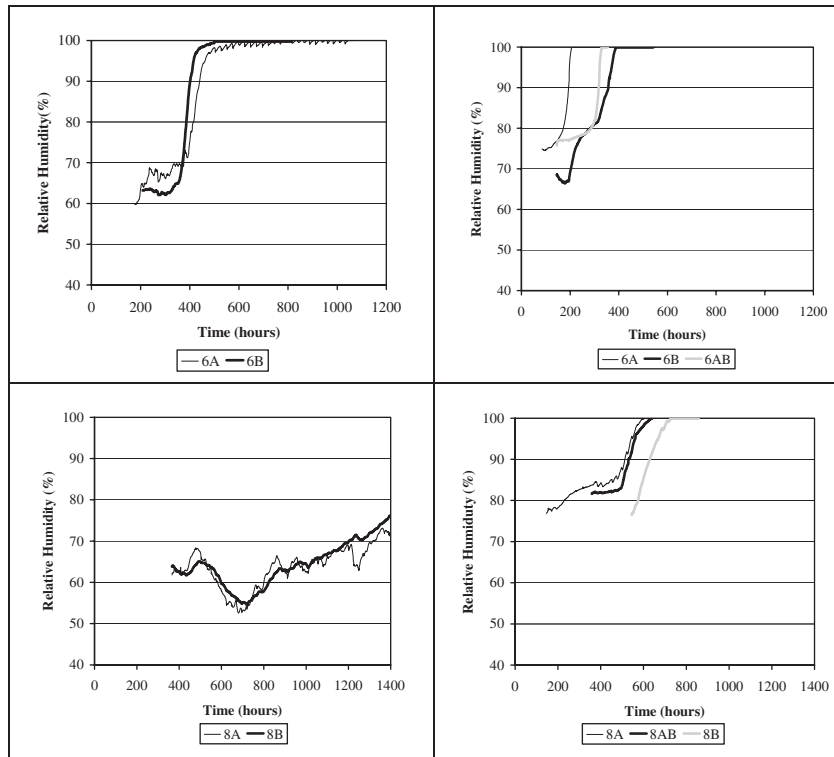 100
90
80
70
60
50
40
Relative Humidity(%)
0 200 400 600 800 1000 1200
Time (hours)
6A 6B
100
90
80
70
60
50
40
Relative Humidity (%)
0 200 400 600 800 1000 1200
Time (hours)
6A 6B 6AB
100
90
80
70
60
50
40
Relative Humidity (%)
0 200 400 600 800 1000 1200 1400
Time (hours)
8A 8B
100
90
80
70
60
50
40
Relative Humiduty (%)
0 200 400 600 800 1000 1200 1400
Time (hours)
8A 8AB 8B